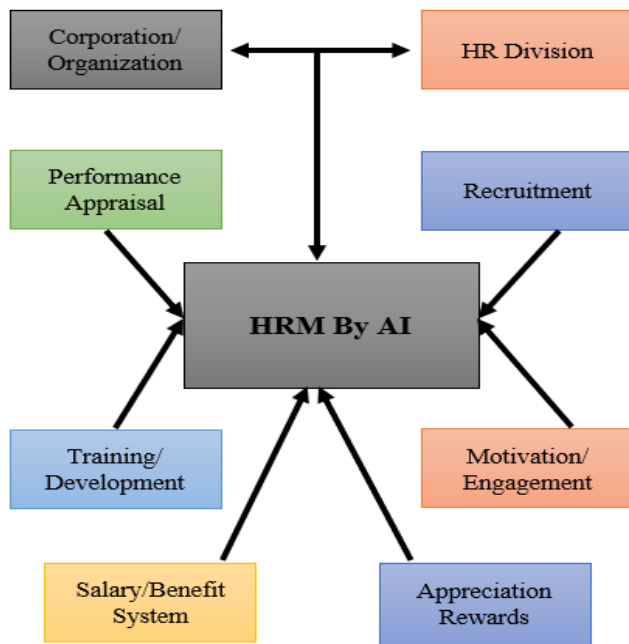 Corporation/
Organization
HR Division
Performance
Appraisal
Recruitment
HRM By AI
Training/
Development
Motivation/
Engagement
Salary/Benefit
System
Appreciation
Rewards